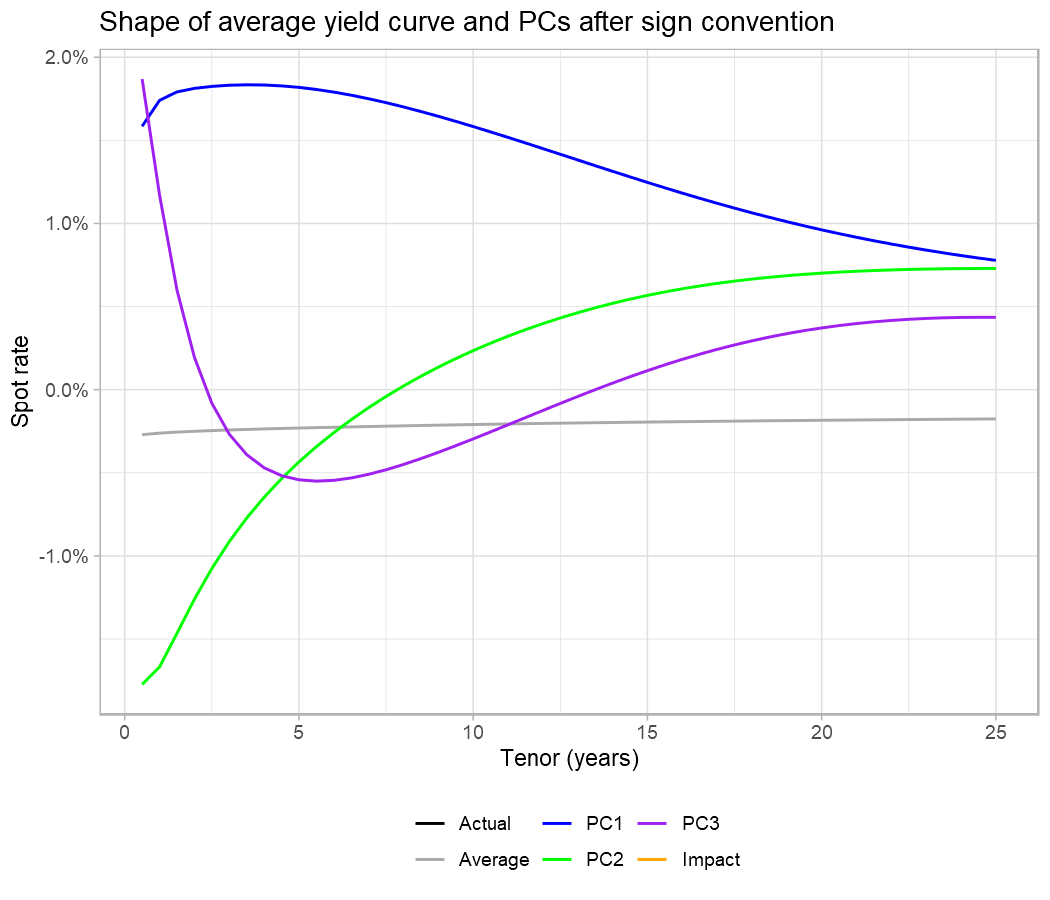 Shape of average yield curve and PCs after sign convention
2.0%
1.0%
0.0%
-1.0%
Spot rate
0 5 10 15 20 25
Tenor (years)
Actual PC1 PC3
Average PC2 Impact